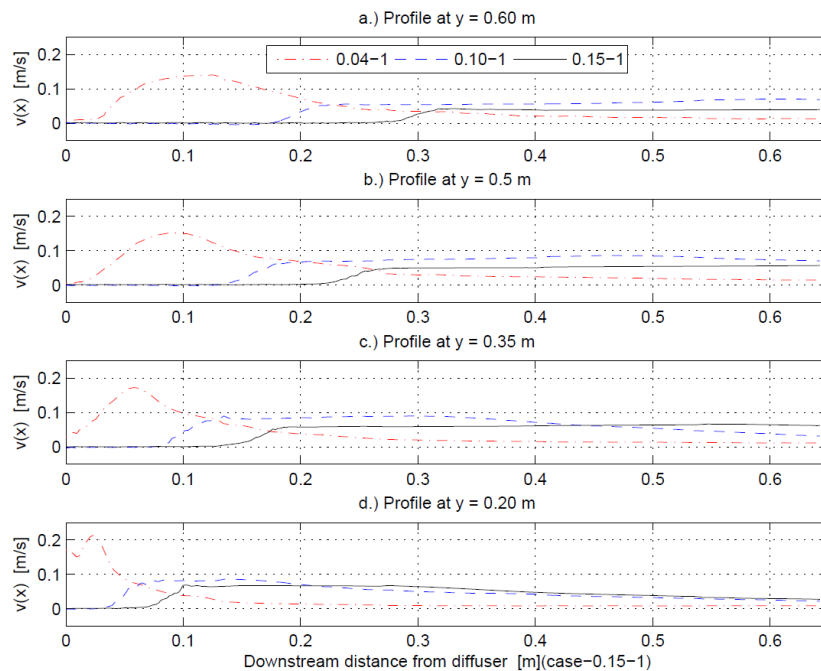 a.) Profile at y = 0.60 m
v(x) [m/s]
0.2
0.1
0
0.04−1 0.10−1 0.15−1
0 0.1 0.2 0.3 0.4 0.5 0.6
b.) Profile at y = 0.5 m
v(x) [m/s]
0.2
0.1
0
0 0.1 0.2 0.3 0.4 0.5 0.6
c.) Profile at y = 0.35 m
v(x) [m/s]
0.2
0.1
0
0 0.1 0.2 0.3 0.4 0.5 0.6
d.) Profile at y = 0.20 m
v(x) [m/s]
0.2
0.1
0
0 0.1 0.2 0.3 0.4 0.5 0.6
Downstream distance from diffuser [m](case−0.15−1)